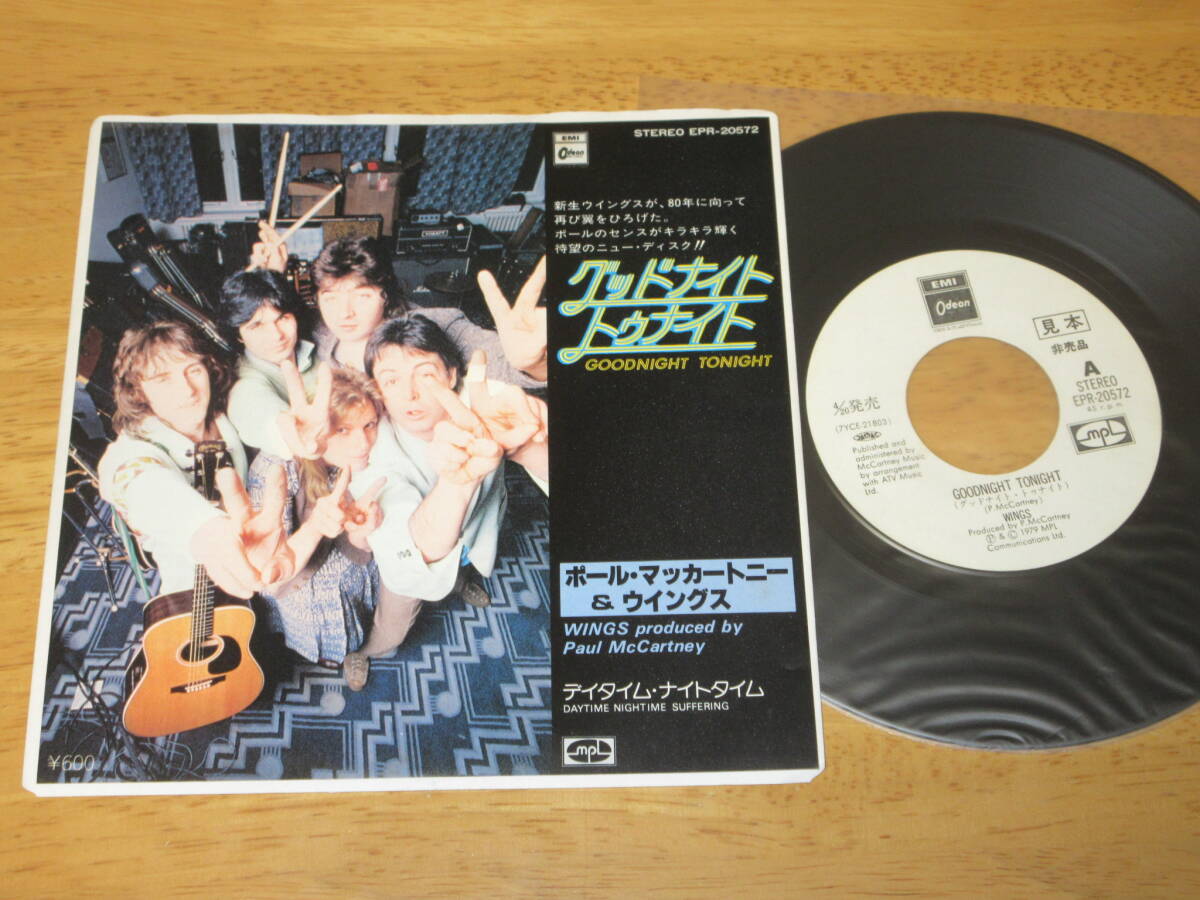 STEREO EPR-20572
EMI
Odeon
新生ウイングスが、80年に向って
再び翼をひろげた。
ポールのセンスがキラキラ輝く
待望のニュー・ディスク!!
グッドナイト
トゥナイト
GOODNIGHT TONIGHT
ポール・マッカートニー
& ウイングス
WINGS produced by
Paul McCartney
デイタイム・ナイトタイム
DAYTIME NIGHTIME SUFFERING
MPL
¥600
EMI
Odeon
見本
非売品
A
STEREO
EPR-20572
45 r.p.m.
MPL
4/20発売
(7YCE-21803)
Published and
administered by
McCartney Music
by arrangement
with ATV Music
Ltd.
GOODNIGHT TONIGHT
(グッドナイト・トゥナイト)
(P.McCartney)
WINGS
Produced by P.McCartney
Ⓟ & © 1979 MPL
Communications Ltd.